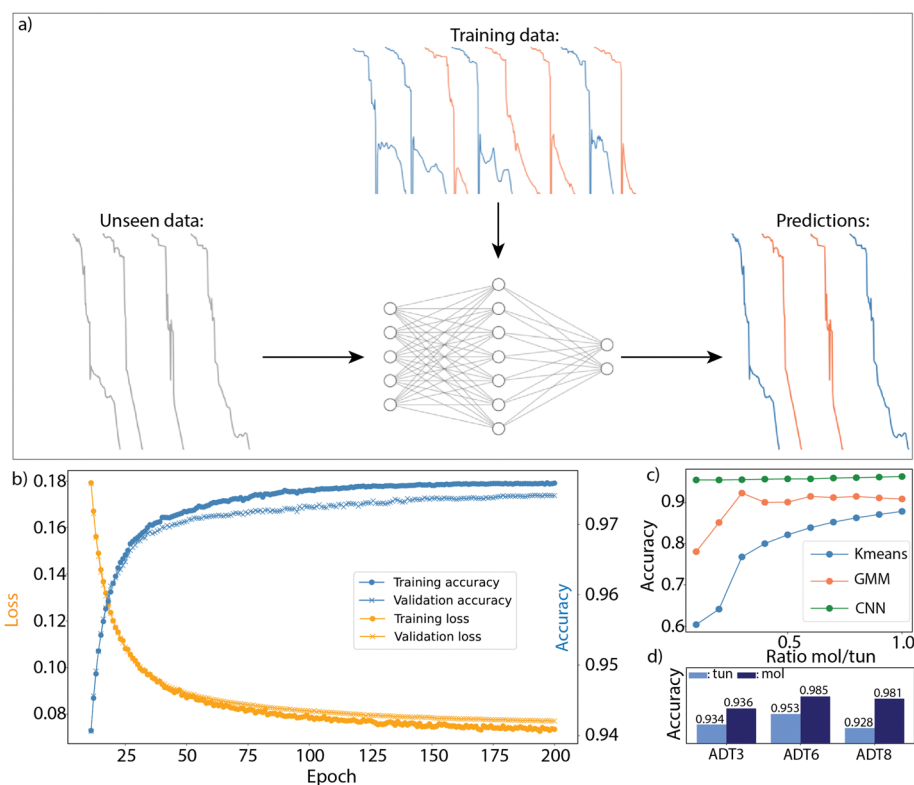 a)
Training data:
Unseen data:
Predictions:
b)
0.18
0.16
0.14
0.12
0.10
0.08
Loss
25 50 75 100 125 150 175 200
Epoch
0.97
0.96
0.95
0.94
Accuracy
Training accuracy
Validation accuracy
Training loss
Validation loss
c)
0.9
0.8
0.7
0.6
Accuracy
Kmeans
GMM
CNN
0.5 1.0
Ratio mol/tun
d)
: tun : mol
Accuracy
0.934 0.936 0.953 0.985 0.928 0.981
ADT3 ADT6 ADT8